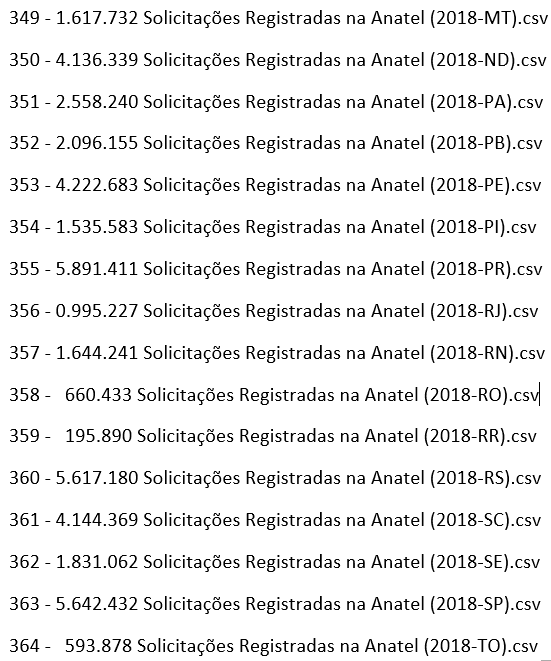 349 - 1.617.732 Solicitações Registradas na Anatel (2018-MT).csv
350 - 4.136.339 Solicitações Registradas na Anatel (2018-ND).csv
351 - 2.558.240 Solicitações Registradas na Anatel (2018-PA).csv
352 - 2.096.155 Solicitações Registradas na Anatel (2018-PB).csv
353 - 4.222.683 Solicitações Registradas na Anatel (2018-PE).csv
354 - 1.535.583 Solicitações Registradas na Anatel (2018-PI).csv
355 - 5.891.411 Solicitações Registradas na Anatel (2018-PR).csv
356 - 0.995.227 Solicitações Registradas na Anatel (2018-RJ).csv
357 - 1.644.241 Solicitações Registradas na Anatel (2018-RN).csv
358 -   660.433 Solicitações Registradas na Anatel (2018-RO).csv
359 -   195.890 Solicitações Registradas na Anatel (2018-RR).csv
360 - 5.617.180 Solicitações Registradas na Anatel (2018-RS).csv
361 - 4.144.369 Solicitações Registradas na Anatel (2018-SC).csv
362 - 1.831.062 Solicitações Registradas na Anatel (2018-SE).csv
363 - 5.642.432 Solicitações Registradas na Anatel (2018-SP).csv
364 -   593.878 Solicitações Registradas na Anatel (2018-TO).csv